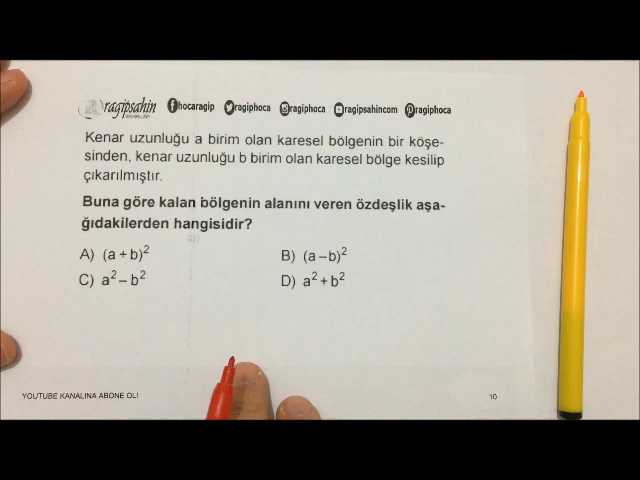 ragipsahin
hocaragip ragiphoca ragiphoca ragipsahincom ragiphoca
Kenar uzunluğu a birim olan karesel bölgenin bir köşe-
sinden, kenar uzunluğu b birim olan karesel bölge kesilip
çıkarılmıştır.
Buna göre kalan bölgenin alanını veren özdeşlik aşa-
ğıdakilerden hangisidir?
A) (a + b)² B) (a – b)²
C) a² – b² D) a² + b²
YOUTUBE KANALINA ABONE OL! 10